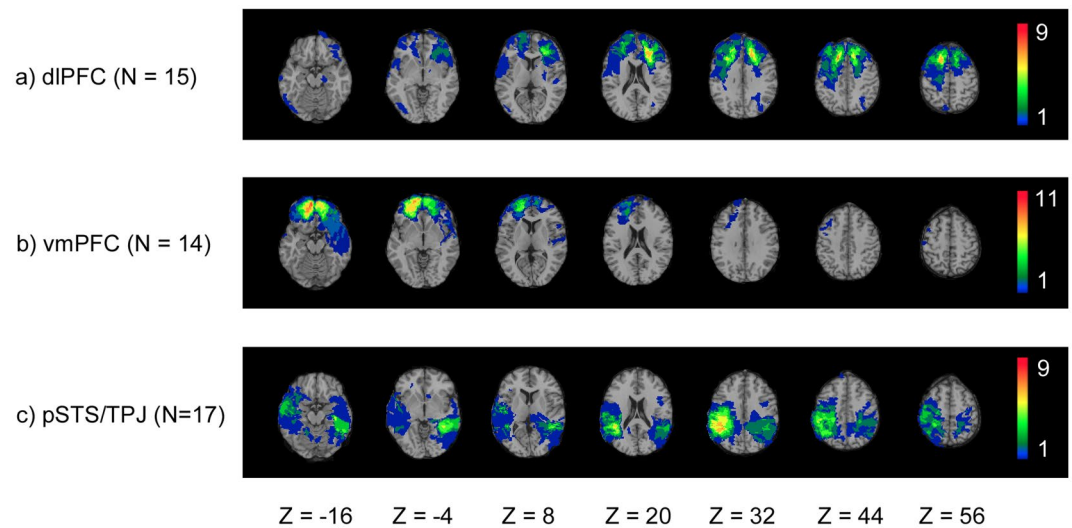 9
a) dlPFC (N = 15)
1
11
b) vmPFC (N = 14)
1
9
c) pSTS/TPJ (N=17)
1
Z = -16 Z = -4 Z = 8 Z = 20 Z = 32 Z = 44 Z = 56